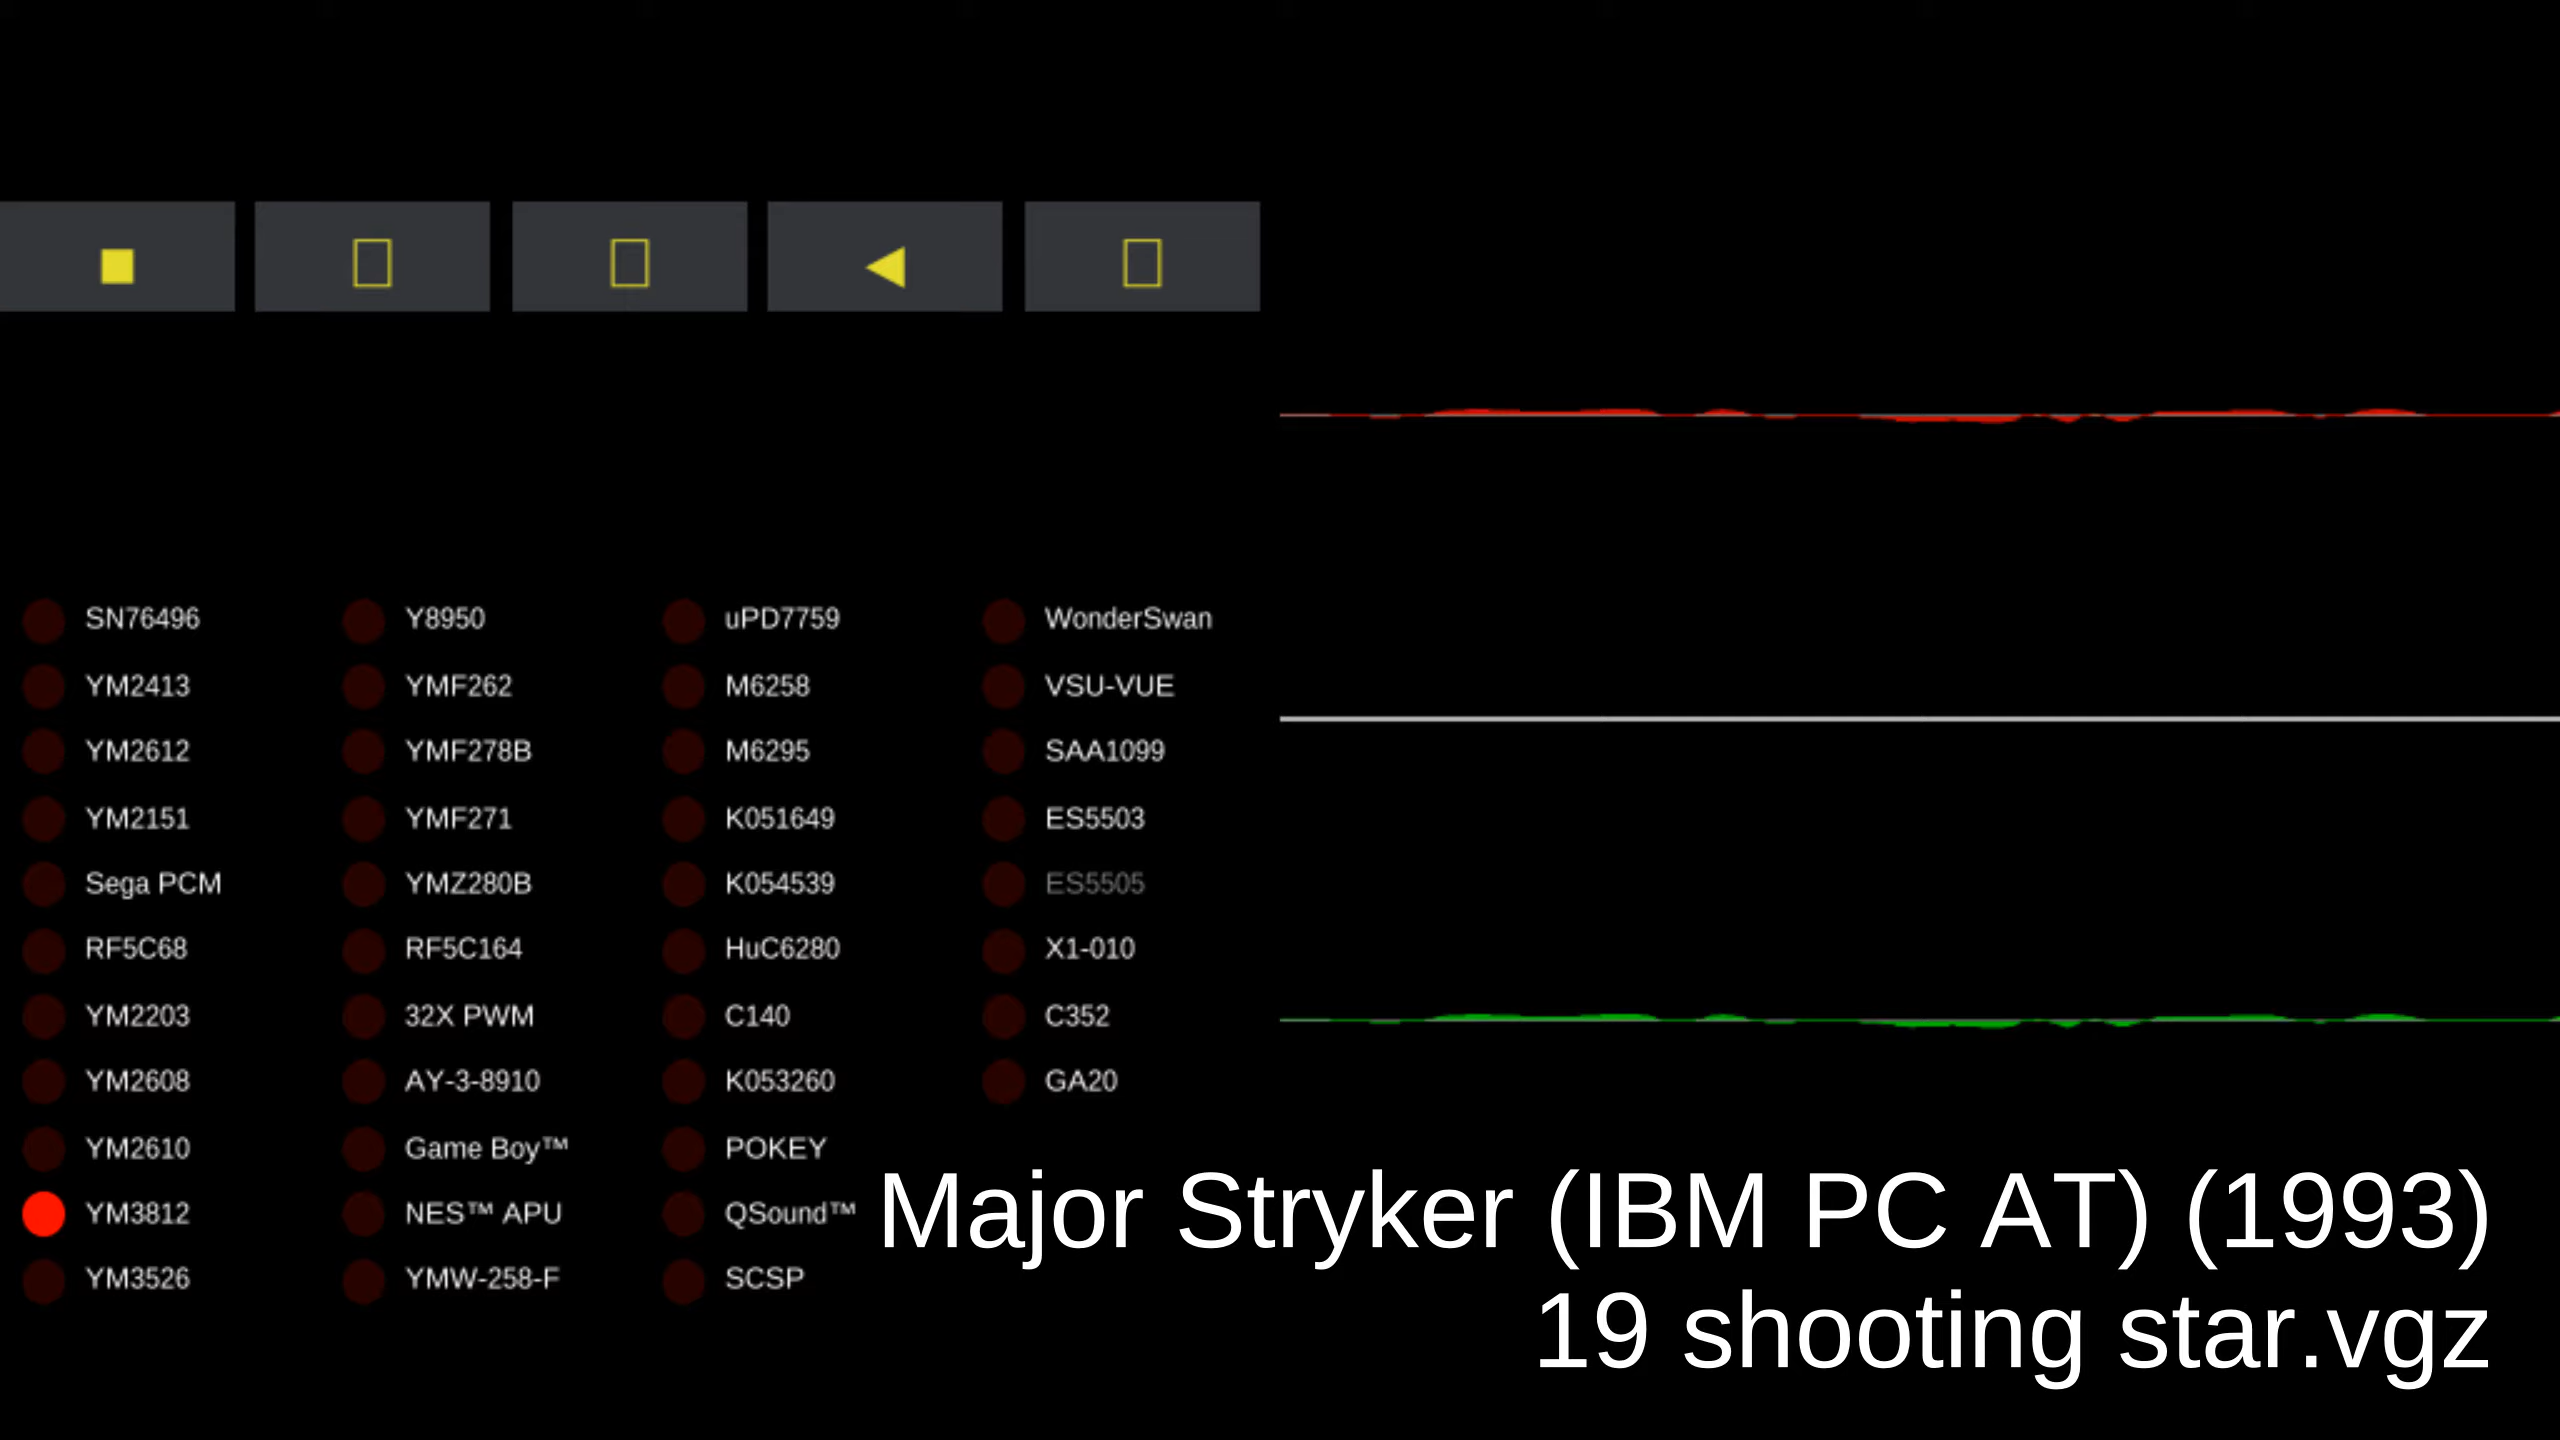 SN76496
YM2413
YM2612
YM2151
Sega PCM
RF5C68
YM2203
YM2608
YM2610
YM3812
YM3526
Y8950
YMF262
YMF278B
YMF271
YMZ280B
RF5C164
32X PWM
AY-3-8910
Game Boy™
NES™ APU
YMW-258-F
uPD7759
M6258
M6295
K051649
K054539
HuC6280
C140
K053260
POKEY
QSound™
SCSP
WonderSwan
VSU-VUE
SAA1099
ES5503
ES5505
X1-010
C352
GA20
Major Stryker (IBM PC AT) (1993)
19 shooting star.vgz